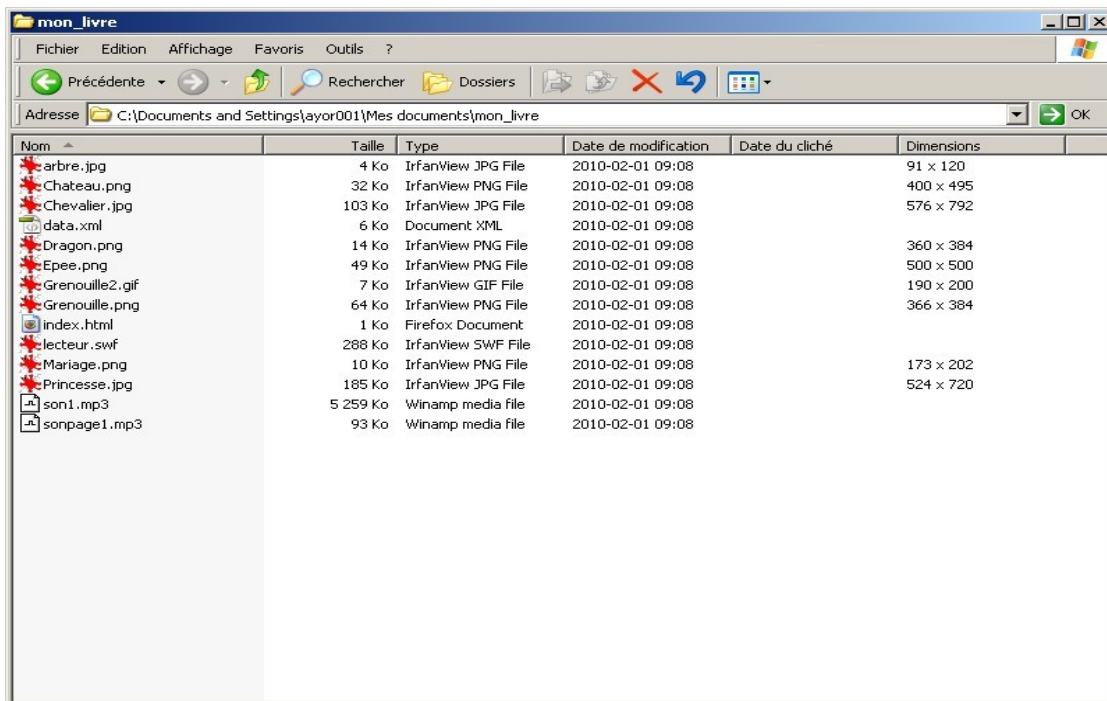 mon_livre
Fichier Edition Affichage Favoris Outils ?
Précédente Rechercher Dossiers
Adresse C:\Documents and Settings\ayor001\Mes documents\mon_livre OK
Nom Taille Type Date de modification Date du cliché Dimensions
arbre.jpg 4 Ko IrfanView JPG File 2010-02-01 09:08 91 x 120
Chateau.png 32 Ko IrfanView PNG File 2010-02-01 09:08 400 x 495
Chevalier.jpg 103 Ko IrfanView JPG File 2010-02-01 09:08 576 x 792
data.xml 6 Ko Document XML 2010-02-01 09:08
Dragon.png 14 Ko IrfanView PNG File 2010-02-01 09:08 360 x 384
Epee.png 49 Ko IrfanView PNG File 2010-02-01 09:08 500 x 500
Grenouille2.gif 7 Ko IrfanView GIF File 2010-02-01 09:08 190 x 200
Grenouille.png 64 Ko IrfanView PNG File 2010-02-01 09:08 366 x 384
index.html 1 Ko Firefox Document 2010-02-01 09:08
lecteur.swf 288 Ko IrfanView SWF File 2010-02-01 09:08
Mariage.png 10 Ko IrfanView PNG File 2010-02-01 09:08 173 x 202
Princesse.jpg 185 Ko IrfanView JPG File 2010-02-01 09:08 524 x 720
son1.mp3 5 259 Ko Winamp media file 2010-02-01 09:08
sonpage1.mp3 93 Ko Winamp media file 2010-02-01 09:08